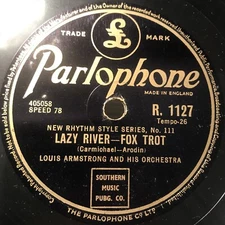 TRADE MARK
£
Parlophone
MADE IN ENGLAND
405058
SPEED 78
R. 1127
Tempo-26
NEW RHYTHM STYLE SERIES, No. 111
LAZY RIVER—FOX TROT
(Carmichael—Arodin)
LOUIS ARMSTRONG AND HIS ORCHESTRA
SOUTHERN
MUSIC
PUBG. CO.
THE PARLOPHONE CO LTD